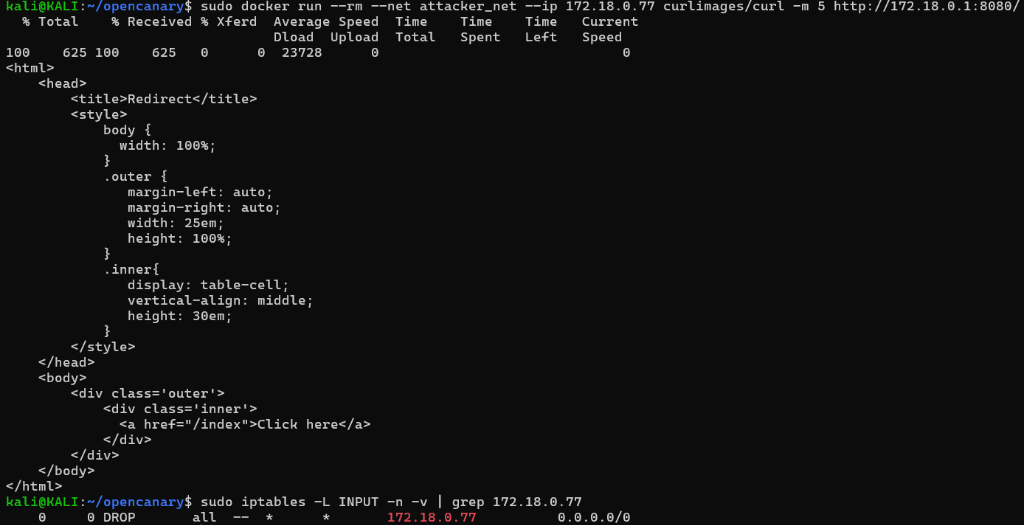 kali@KALI:~/opencanary$ sudo docker run --rm --net attacker_net --ip 172.18.0.77 curlimages/curl -m 5 http://172.18.0.1:8080/
  % Total    % Received % Xferd  Average Speed  Time    Time    Time   Current
                                 Dload  Upload  Total   Spent   Left   Speed
100    625 100    625   0      0  23728      0                              0
<html>
    <head>
        <title>Redirect</title>
        <style>
            body {
              width: 100%;
            }
            .outer {
               margin-left: auto;
               margin-right: auto;
               width: 25em;
               height: 100%;
            }
            .inner{
               display: table-cell;
               vertical-align: middle;
               height: 30em;
            }
        </style>
    </head>
    <body>
        <div class='outer'>
            <div class='inner'>
              <a href="/index">Click here</a>
            </div>
        </div>
    </body>
</html>
kali@KALI:~/opencanary$ sudo iptables -L INPUT -n -v | grep 172.18.0.77
    0     0 DROP       all  --  *      *       172.18.0.77          0.0.0.0/0